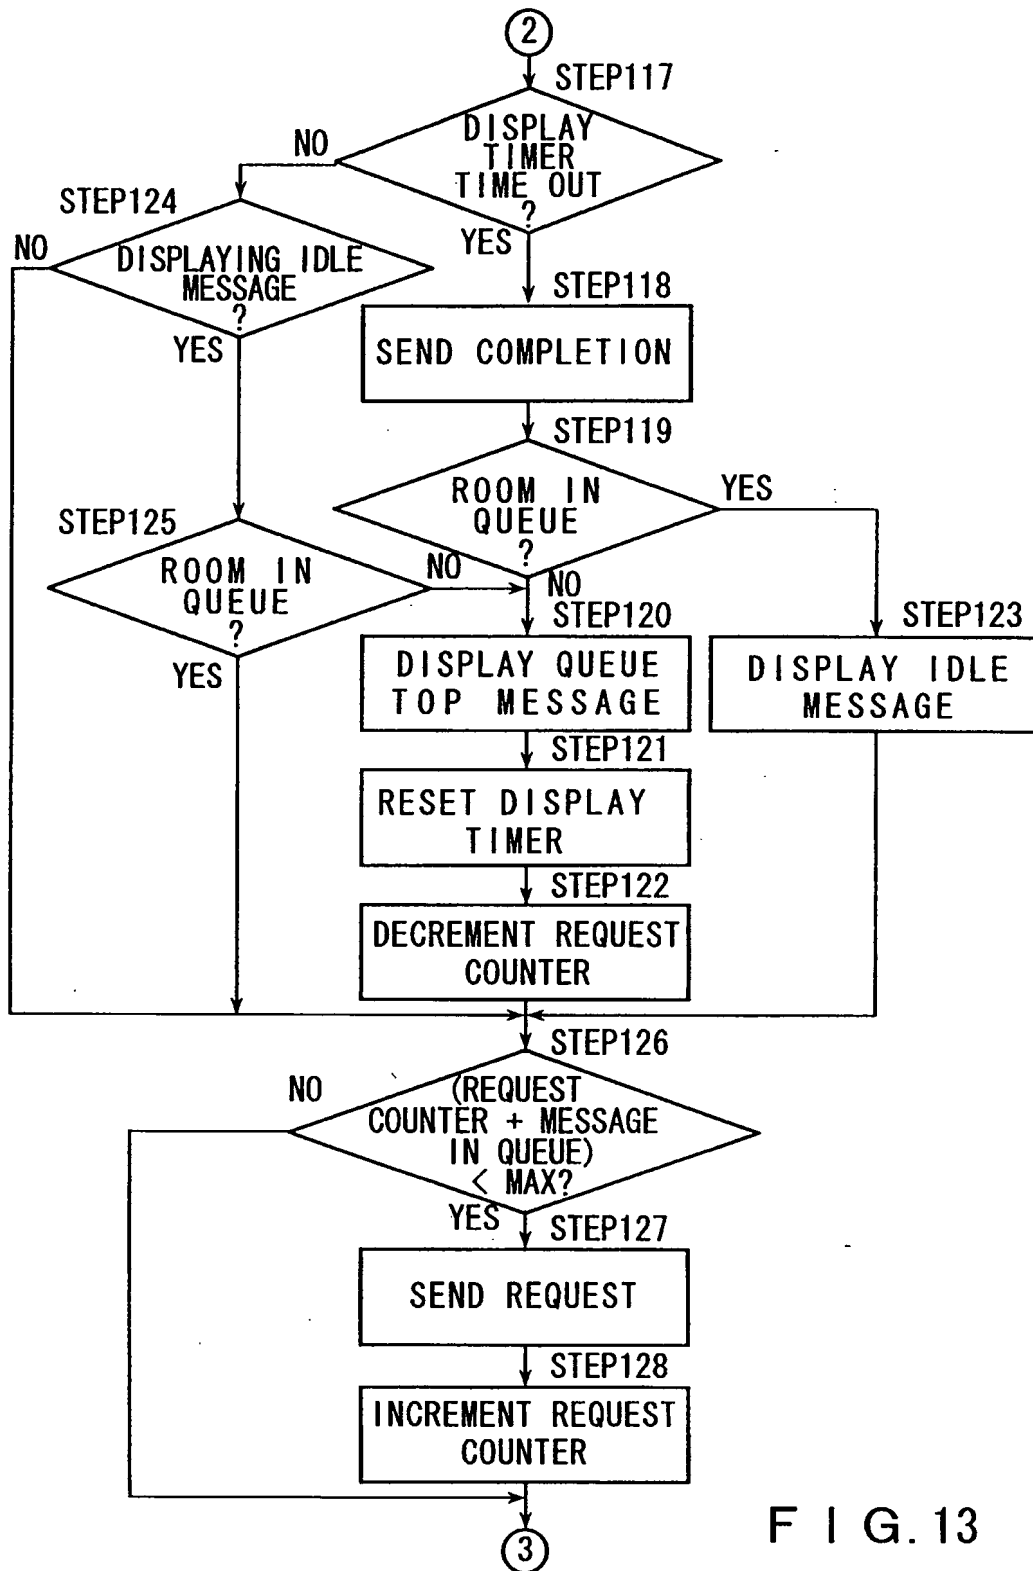 2
STEP117
DISPLAY
TIMER
TIME OUT
?
NO
YES
STEP124
NO
DISPLAYING IDLE
MESSAGE
?
YES
STEP118
SEND COMPLETION
STEP119
ROOM IN
QUEUE
?
YES
NO
STEP125
ROOM IN
QUEUE
?
NO
YES
STEP120
DISPLAY QUEUE
TOP MESSAGE
STEP123
DISPLAY IDLE
MESSAGE
STEP121
RESET DISPLAY
TIMER
STEP122
DECREMENT REQUEST
COUNTER
STEP126
NO
(REQUEST
COUNTER + MESSAGE
IN QUEUE)
< MAX?
YES
STEP127
SEND REQUEST
STEP128
INCREMENT REQUEST
COUNTER
3
FIG. 13